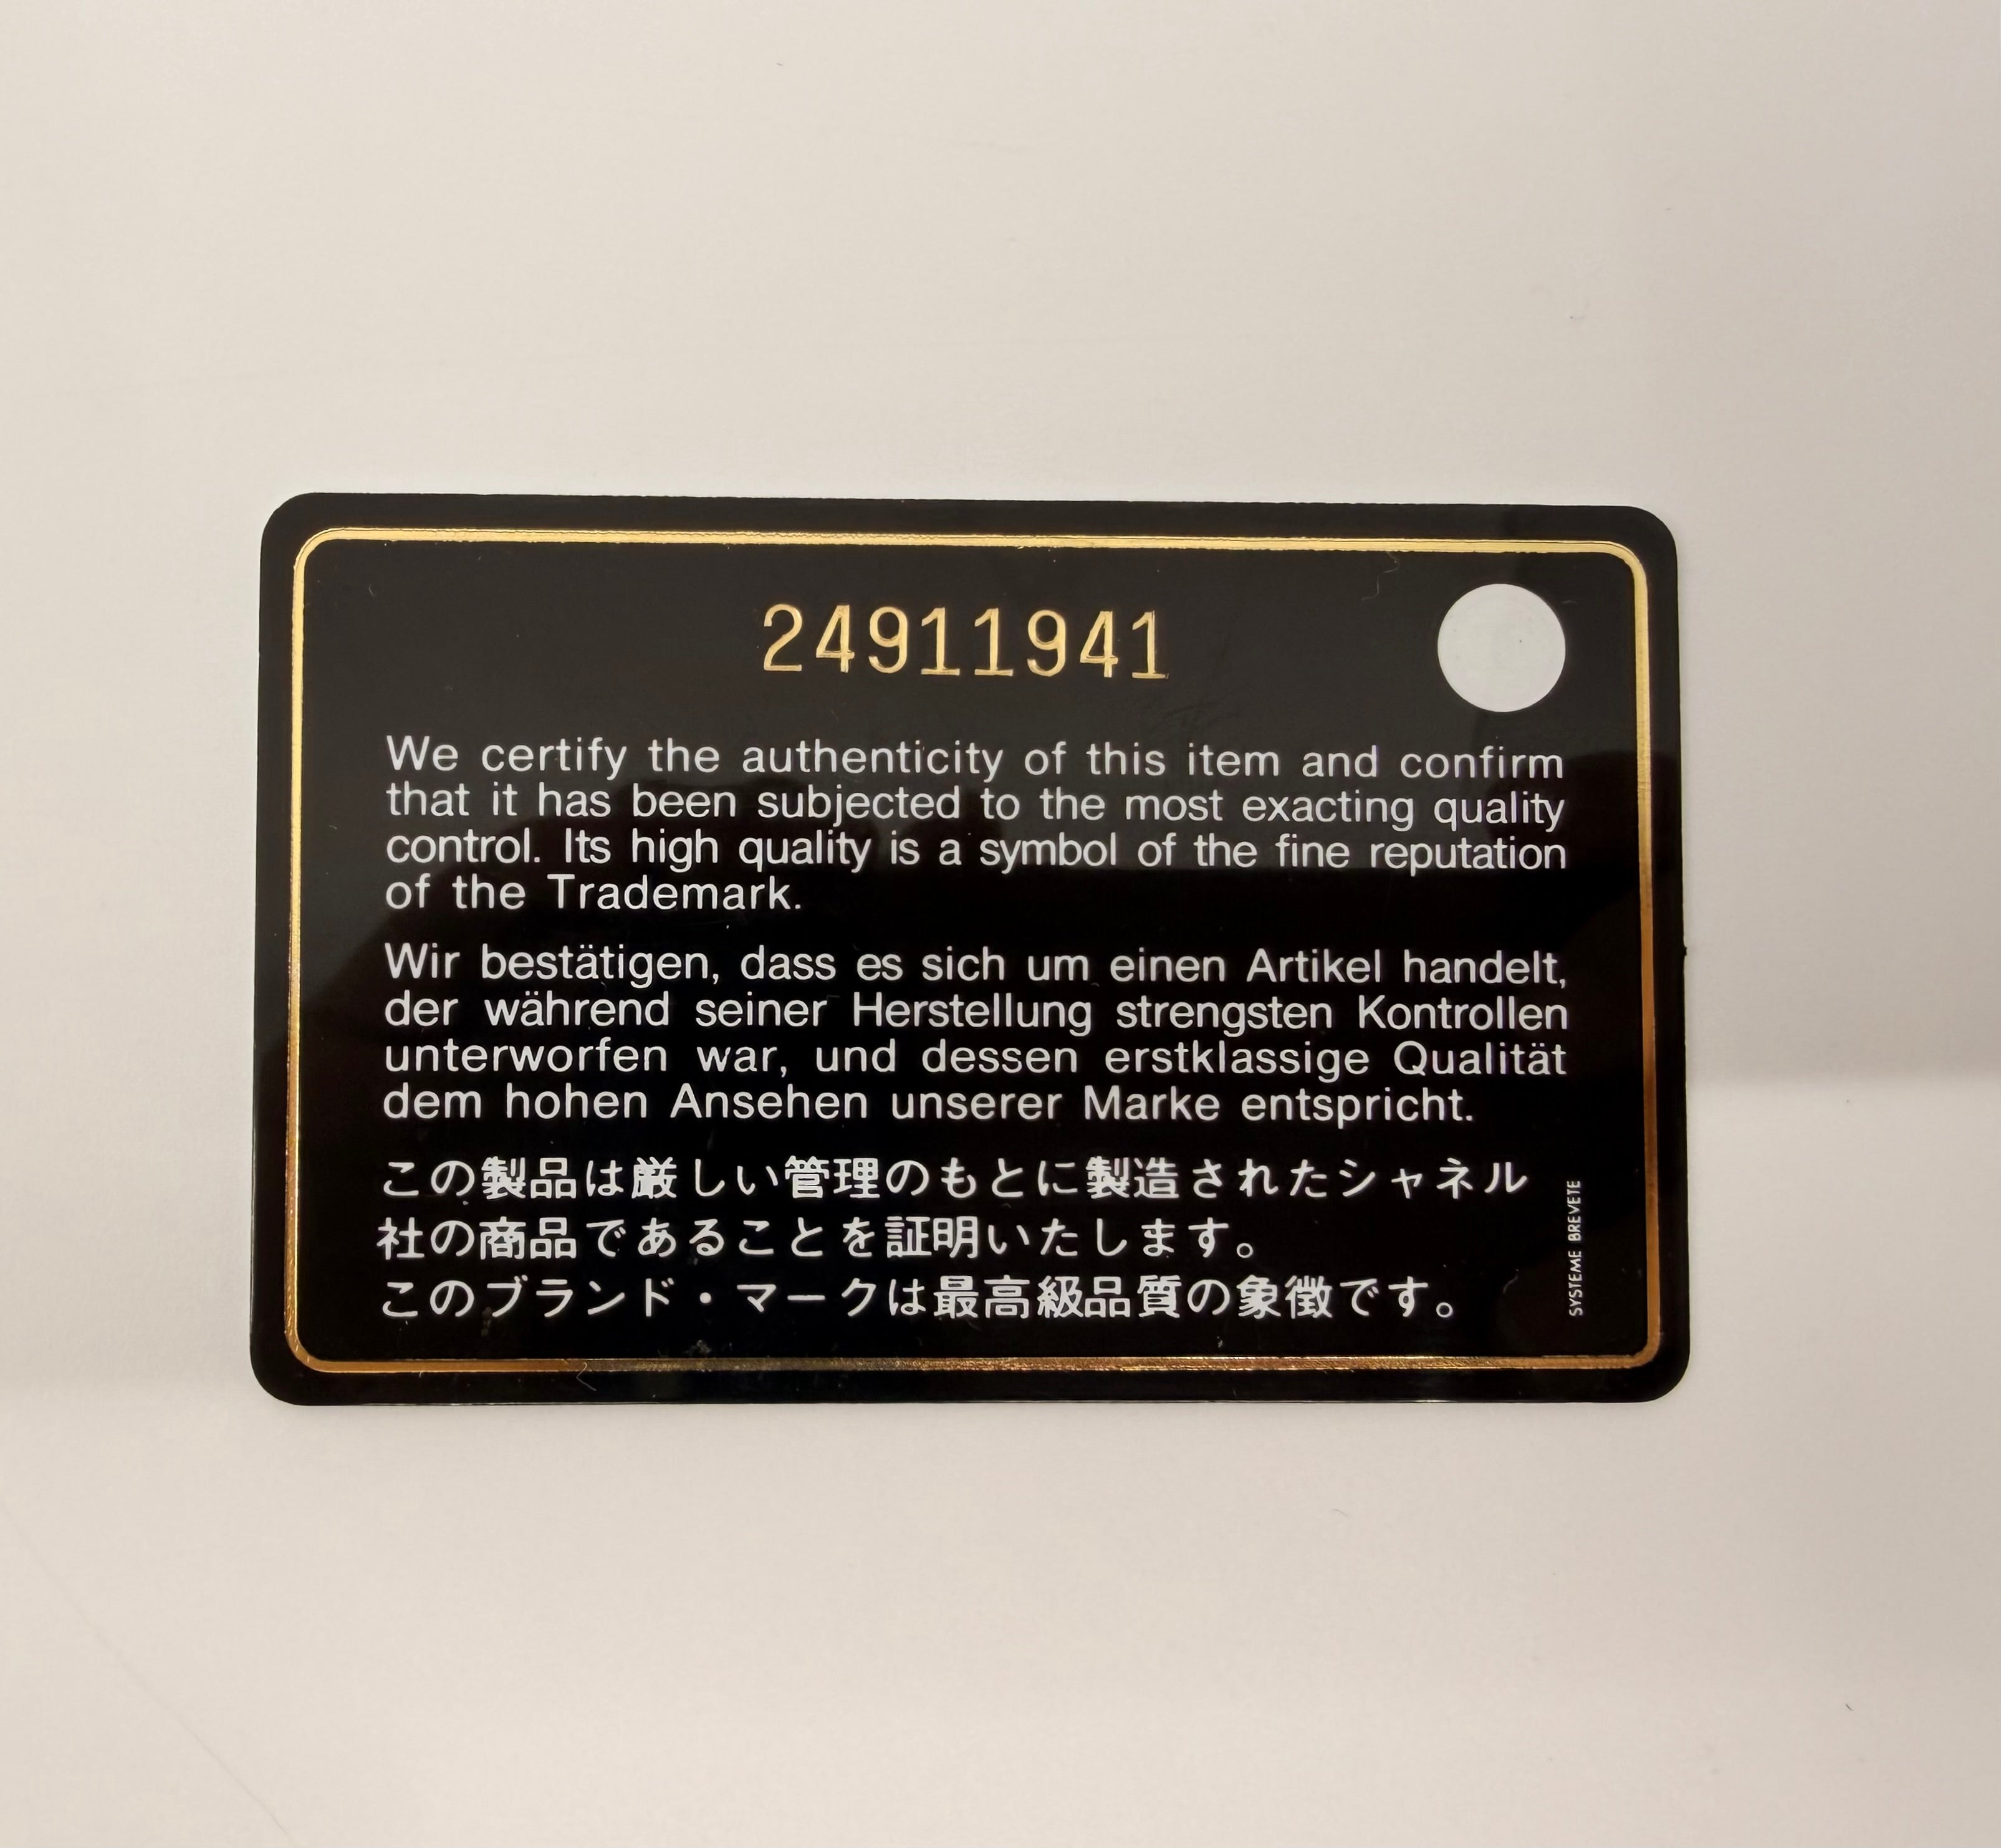 24911941
We certify the authenticity of this item and confirm
that it has been subjected to the most exacting quality
control. Its high quality is a symbol of the fine reputation
of the Trademark.
Wir bestätigen, dass es sich um einen Artikel handelt,
der während seiner Herstellung strengsten Kontrollen
unterworfen war, und dessen erstklassige Qualität
dem hohen Ansehen unserer Marke entspricht.
この製品は厳しい管理のもとに製造されたシャネル
社の商品であることを証明いたします。
このブランド・マークは最高級品質の象徴です。
SYSTEME BREVETE